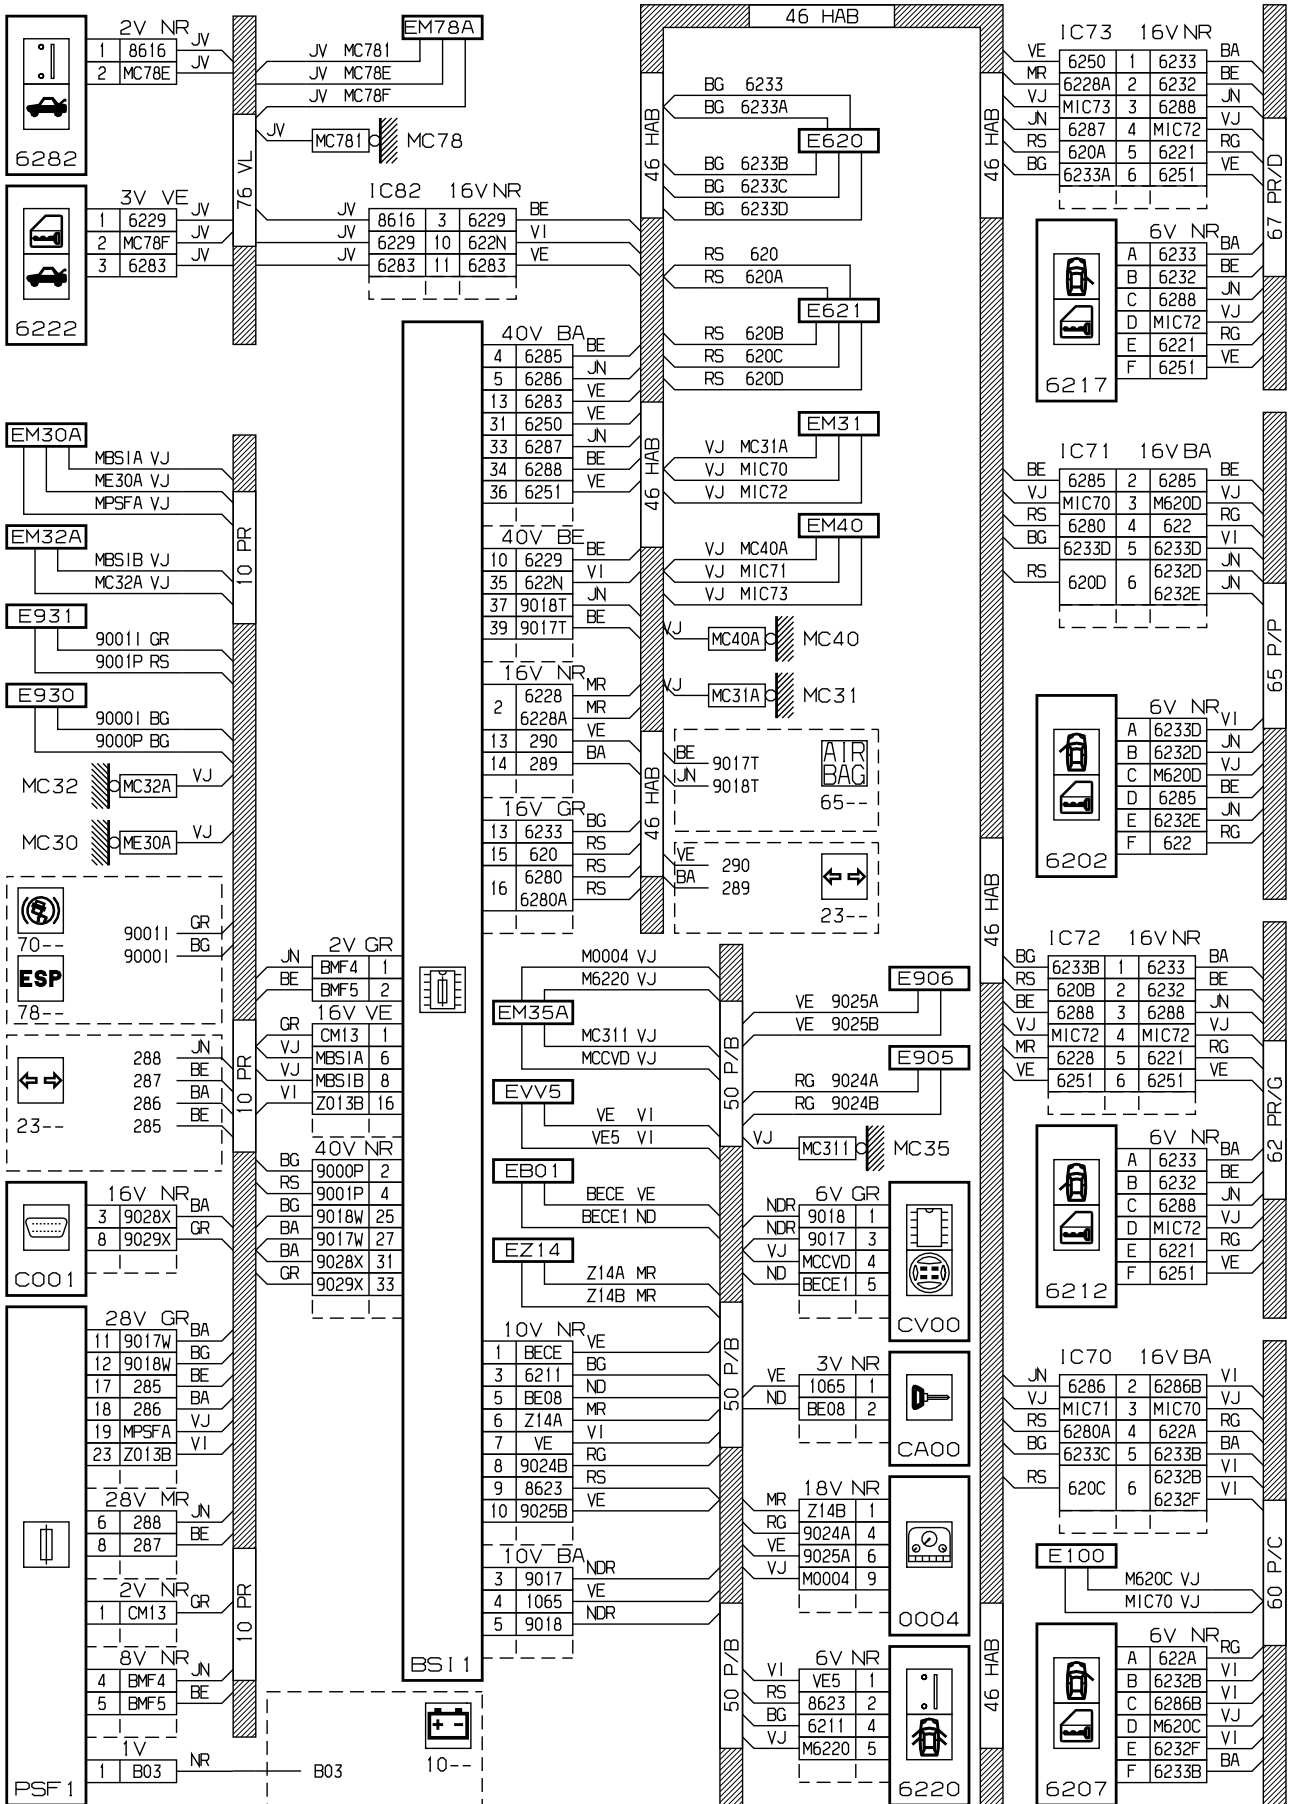 46 HAB
2V NR
1 8616 JV
2 MC78E JV
6282
EM78A
JV MC781
JV MC78E
JV MC78F
JV MC781 MC78
76 VL
3V VE
1 6229 JV
2 MC78F JV
3 6283 JV
6222
IC82 16V NR
JV 8616 3 6229 BE
JV 6229 10 622N VI
JV 6283 11 6283 VE
46 HAB
BG 6233
BG 6233A
E620
BG 6233B
BG 6233C
BG 6233D
RS 620
RS 620A
E621
RS 620B
RS 620C
RS 620D
46 HAB
IC73 16V NR
VE 6250 1 6233 BA
MR 6228A 2 6232 BE
VJ MIC73 3 6288 JN
JN 6287 4 MIC72 VJ
RS 620A 5 6221 RG
BG 6233A 6 6251 VE
67 PR/D
6V NR
A 6233 BA
B 6232 BE
C 6288 JN
D MIC72 VJ
E 6221 RG
F 6251 VE
6217
40V BA
4 6285 BE
5 6286 JN
13 6283 VE
31 6250 VE
33 6287 JN
34 6288 BE
36 6251 VE
40V BE
10 6229 BE
35 622N VI
37 9018T JN
39 9017T BE
16V NR
2 6228 MR
6228A MR
13 290 VE
14 289 BA
16V GR
13 6233 BG
15 620 RS
16 6280 RS
6280A RS
46 HAB
EM31
VJ MC31A
VJ MIC70
VJ MIC72
EM40
VJ MC40A
VJ MIC71
VJ MIC73
VJ MC40A MC40
VJ MC31A MC31
46 HAB
BE 9017T
JN 9018T
AIR
BAG
65--
VE 290
BA 289
23--
EM30A
MBSIA VJ
ME30A VJ
MPSFA VJ
EM32A
MBSIB VJ
MC32A VJ
10 PR
E931
9001I GR
9001P RS
E930
9000I BG
9000P BG
MC32 MC32A VJ
MC30 ME30A VJ
70--
ESP
78--
9001I GR
9000I BG
23--
288 JN
287 BE
286 BA
285 BE
10 PR
16V NR
3 9028X BA
8 9029X GR
C001
28V GR
11 9017W BA
12 9018W BG
17 285 BE
18 286 BA
19 MPSFA VJ
23 Z013B VI
28V MR
6 288 JN
8 287 BE
2V NR
1 CM13 GR
8V NR
4 BMF4 JN
5 BMF5 BE
1V
1 B03 NR
PSF1
10 PR
B03
10--
2V GR
JN BMF4 1
BE BMF5 2
16V VE
GR CM13 1
VJ MBSIA 6
VJ MBSIB 8
VI Z013B 16
40V NR
BG 9000P 2
RS 9001P 4
BG 9018W 25
BA 9017W 27
BA 9028X 31
GR 9029X 33
BSI1
M0004 VJ
M6220 VJ
EM35A
MC311 VJ
MCCVD VJ
EVV5
VE VI
VE5 VI
EB01
BECE VE
BECE1 ND
EZ14
Z14A MR
Z14B MR
10V NR
1 BECE VE
3 6211 BG
5 BE08 ND
6 Z14A MR
7 VE VI
8 9024B RG
9 8623 RS
10 9025B VE
10V BA
3 9017 NDR
4 1065 VE
5 9018 NDR
50 P/B
50 P/B
50 P/B
E906
VE 9025A
VE 9025B
E905
RG 9024A
RG 9024B
VJ MC311 MC35
6V GR
NDR 9018 1
NDR 9017 3
VJ MCCVD 4
ND BECE1 5
CV00
3V NR
VE 1065 1
ND BE08 2
CA00
18V NR
MR Z14B 1
RG 9024A 4
VE 9025A 6
VJ M0004 9
0004
6V NR
VI VE5 1
RS 8623 2
BG 6211 4
VJ M6220 5
6220
46 HAB
46 HAB
IC71 16V BA
BE 6285 2 6285 BE
VJ MIC70 3 M620D VJ
RS 6280 4 622 RG
BG 6233D 5 6233D VI
RS 620D 6 6232D JN
6232E JN
65 P/P
6V NR
A 6233D VI
B 6232D JN
C M620D VJ
D 6285 BE
E 6232E JN
F 622 RG
6202
IC72 16V NR
BG 6233B 1 6233 BA
RS 620B 2 6232 BE
BE 6288 3 6288 JN
VJ MIC72 4 MIC72 VJ
MR 6228 5 6221 RG
VE 6251 6 6251 VE
62 PR/G
6V NR
A 6233 BA
B 6232 BE
C 6288 JN
D MIC72 VJ
E 6221 RG
F 6251 VE
6212
IC70 16V BA
JN 6286 2 6286B VI
VJ MIC71 3 MIC70 VJ
RS 6280A 4 622A RG
BG 6233C 5 6233B BA
RS 620C 6 6232B VI
6232F VI
E100
M620C VJ
MIC70 VJ
60 P/C
6V NR
A 622A RG
B 6232B VI
C 6286B VI
D M620C VJ
E 6232F VI
F 6233B BA
6207